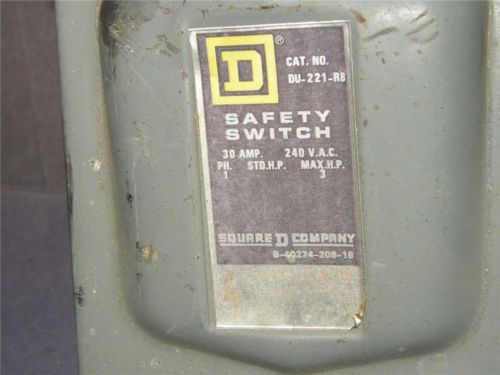 D ®
CAT. NO.
DU-221-RB
SAFETY
SWITCH
30 AMP. 240 V.A.C.
PH. STD.H.P. MAX.H.P.
1 3
SQUARE D COMPANY
B-40274-208-1B